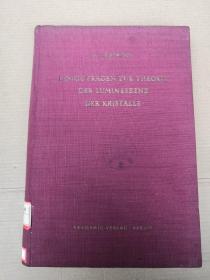 EINIGE FRAGEN ZUR THEORIE
DER LUMINESZENZ
DER KRISTALLE
AKADEMIE-VERLAG · BERLIN